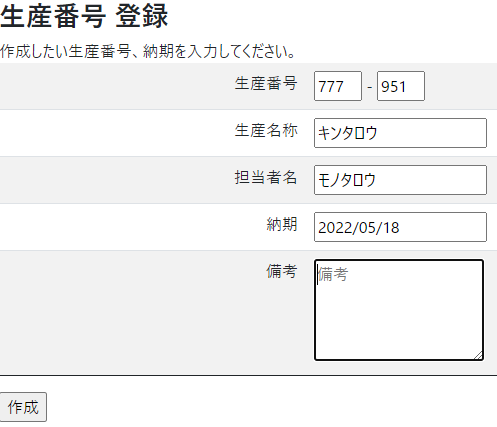 生産番号 登録
作成したい生産番号、納期を入力してください。
生産番号 777 - 951
生産名称 キンタロウ
担当者名 モノタロウ
納期 2022/05/18
備考 備考
作成